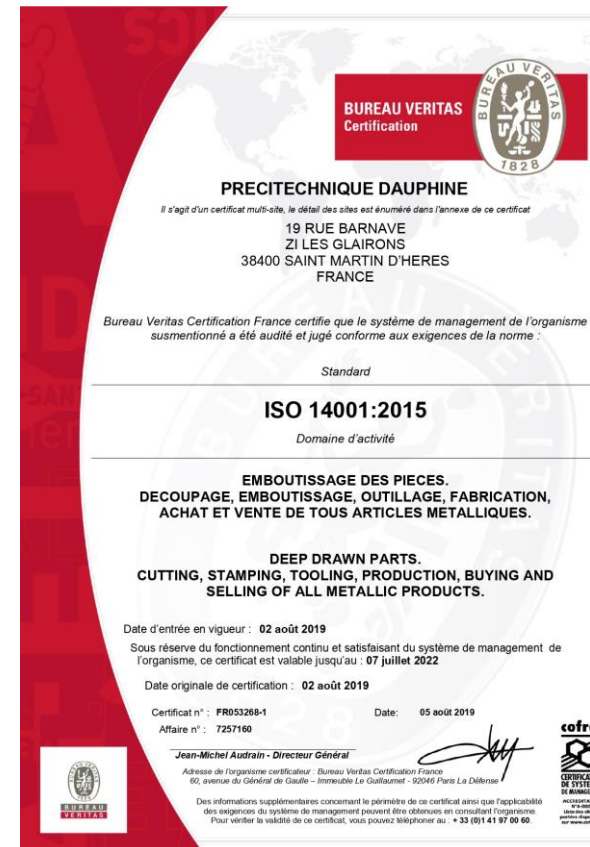 BUREAU VERITAS
Certification
BUREAU VERITAS
1828
PRECITECHNIQUE DAUPHINE
Il s'agit d'un certificat multi-site, le détail des sites est énuméré dans l'annexe de ce certificat
19 RUE BARNAVE
ZI LES GLAIRONS
38400 SAINT MARTIN D'HERES
FRANCE
Bureau Veritas Certification France certifie que le système de management de l'organisme
susmentionné a été audité et jugé conforme aux exigences de la norme :
Standard
ISO 14001:2015
Domaine d'activité
EMBOUTISSAGE DES PIECES.
DECOUPAGE, EMBOUTISSAGE, OUTILLAGE, FABRICATION,
ACHAT ET VENTE DE TOUS ARTICLES METALLIQUES.
DEEP DRAWN PARTS.
CUTTING, STAMPING, TOOLING, PRODUCTION, BUYING AND
SELLING OF ALL METALLIC PRODUCTS.
Date d'entrée en vigueur : 02 août 2019
Sous réserve du fonctionnement continu et satisfaisant du système de management de
l'organisme, ce certificat est valable jusqu'au : 07 juillet 2022
Date originale de certification : 02 août 2019
Certificat n° : FR053268-1 Date: 05 août 2019
Affaire n° : 7257160
Jean-Michel Audrain - Directeur Général
Adresse de l'organisme certificateur : Bureau Veritas Certification France
60, avenue du Général de Gaulle – Immeuble Le Guillaumet - 92046 Paris La Défense
Des informations supplémentaires concernant le périmètre de ce certificat ainsi que l'applicabilité
des exigences du système de management peuvent être obtenues en consultant l'organisme.
Pour vérifier la validité de ce certificat, vous pouvez téléphoner au : + 33 (0)1 41 97 00 60.
BUREAU
VERITAS